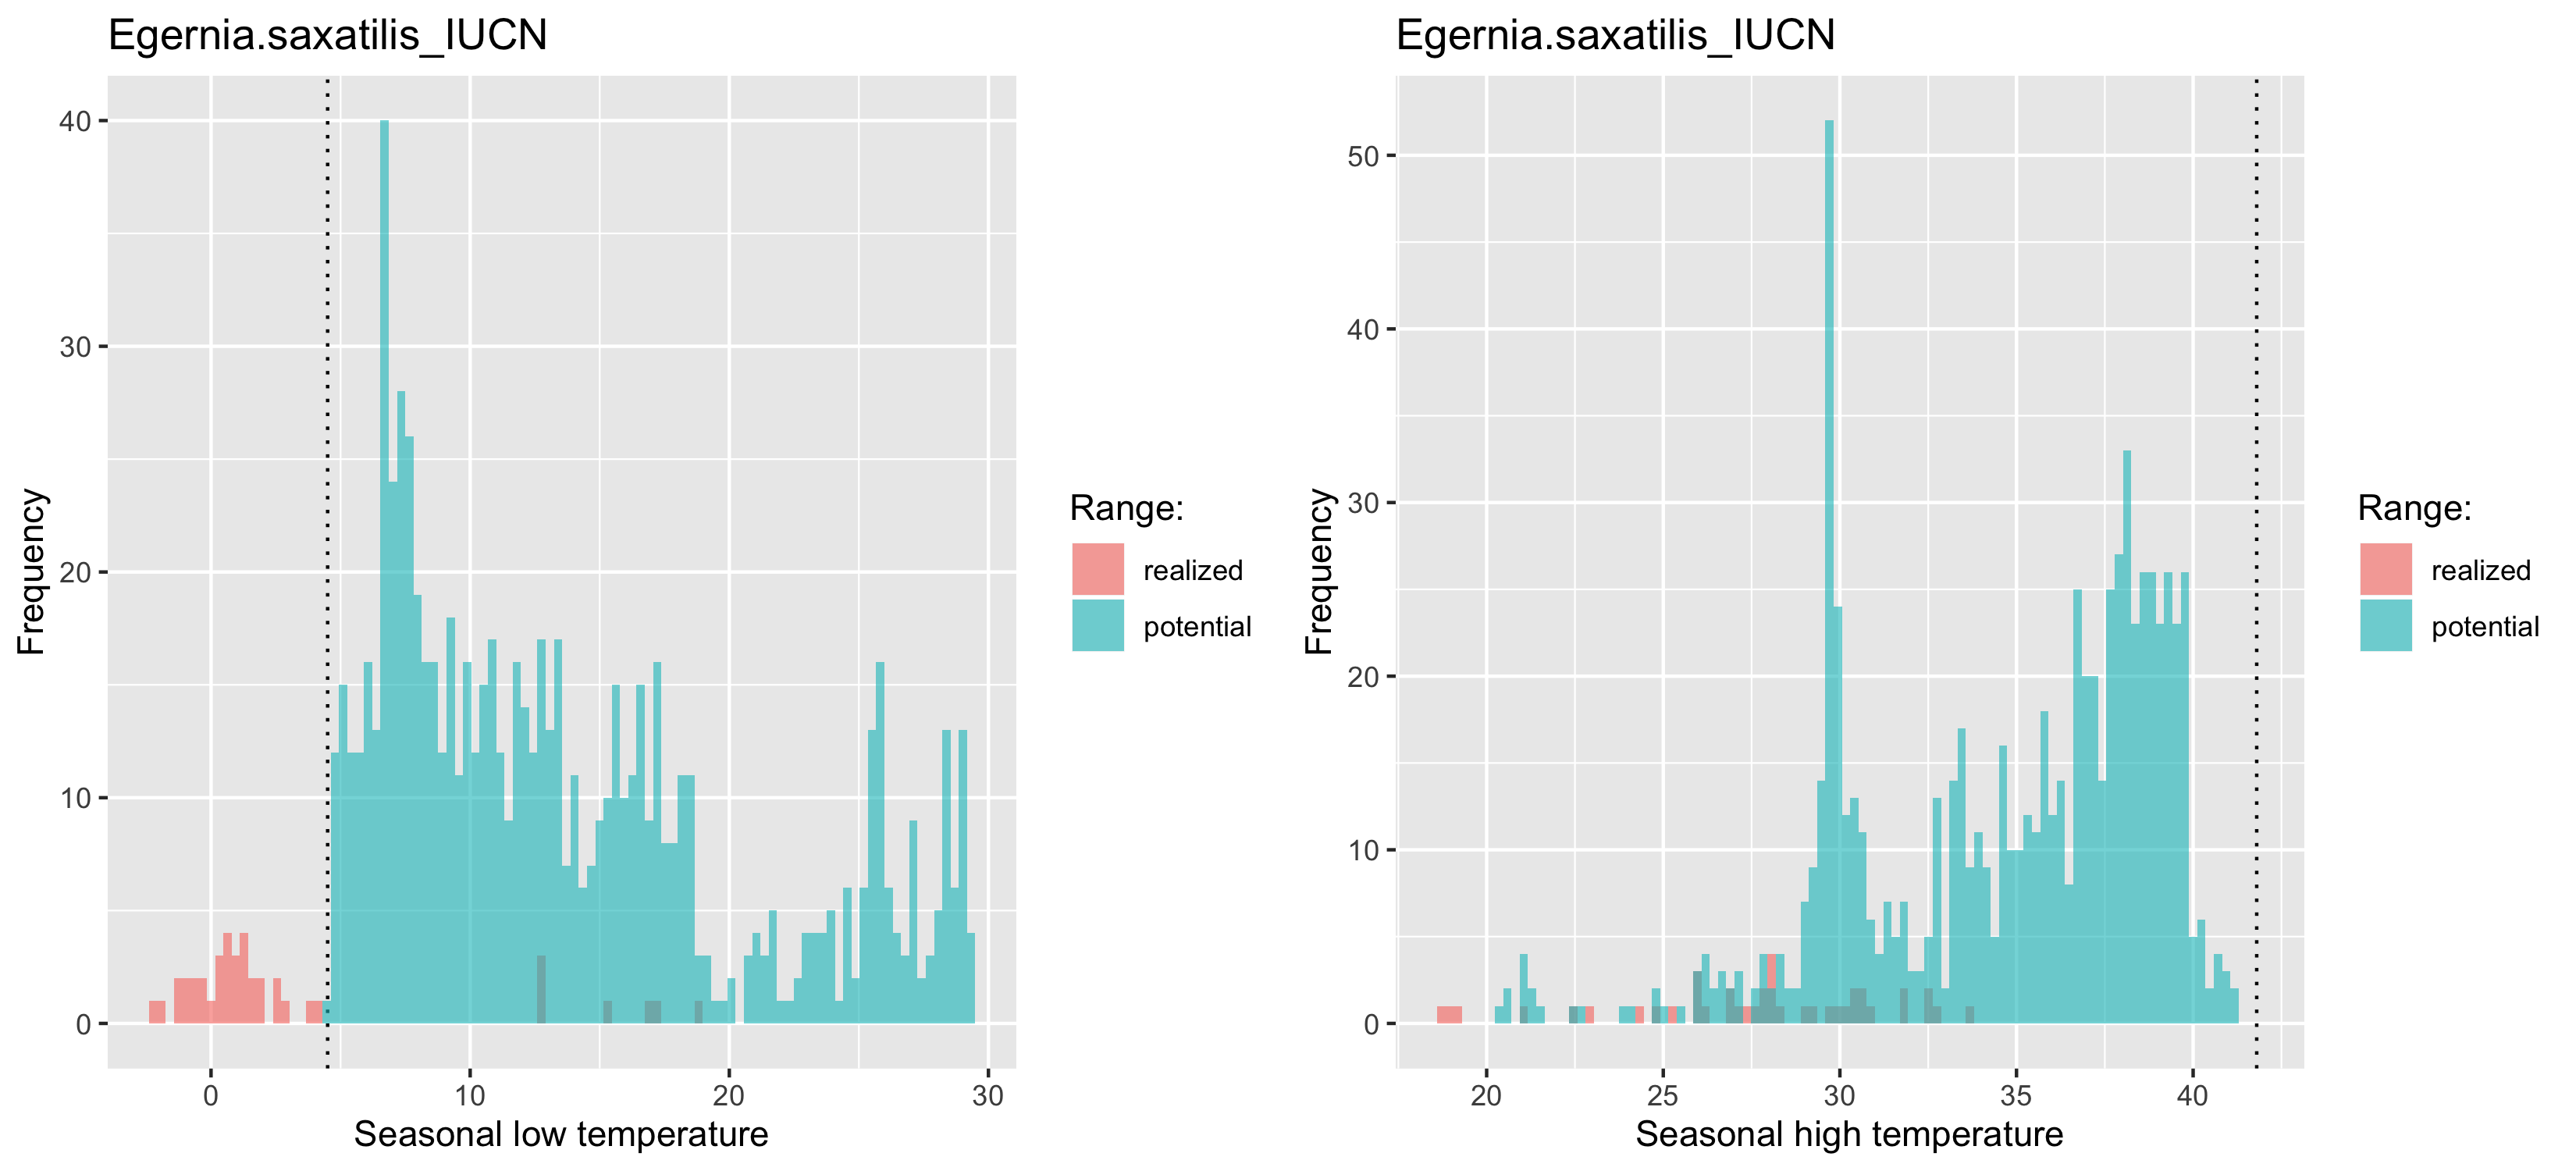 Egernia.saxatilis_IUCN
40
30
20
10
0
Frequency
0 10 20 30
Seasonal low temperature
Range:
realized
potential
Egernia.saxatilis_IUCN
50
40
30
20
10
0
Frequency
20 25 30 35 40
Seasonal high temperature
Range:
realized
potential